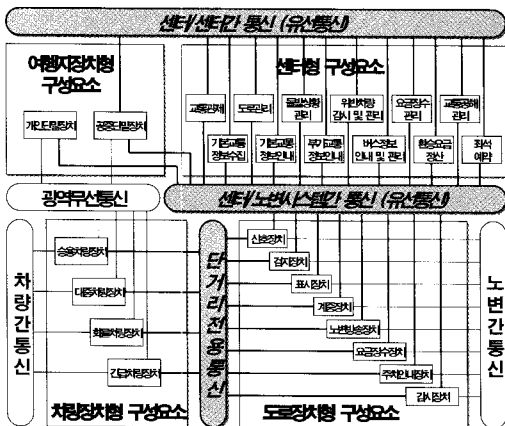 센터/센터간 통신 (유선통신)
여행자장치형
구성요소
센터형 구성요소
개인단말장치
공중단말장치
교통관제
도로관리
돌발상황
관리
위반차량
감시 및 관리
요금징수
관리
교통공해
관리
기본교통
정보수집
기본교통
정보안내
부가교통
정보안내
버스정보
안내 및 관리
환승요금
정산
좌석
예약
광역무선통신
센터/노변시스템간 통신 (유선통신)
차량간통신
승용차량장치
대중차량장치
화물차량장치
긴급차량장치
차량장치형 구성요소
단거리전용통신
신호장치
검지장치
표시장치
계중장치
노변방송장치
요금징수장치
주차안내장치
감시장치
도로장치형 구성요소
노변간통신